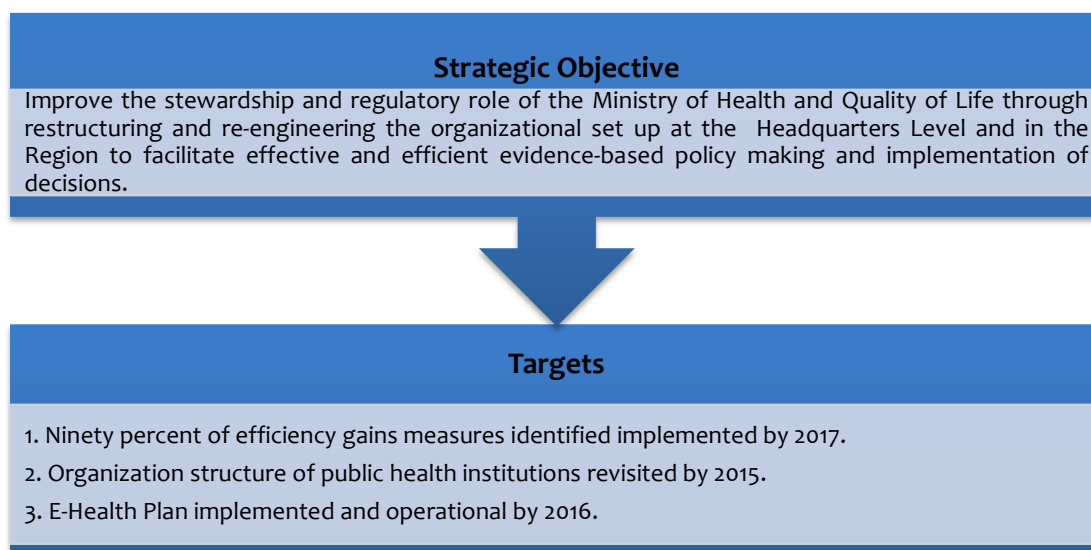 Strategic Objective
Improve the stewardship and regulatory role of the Ministry of Health and Quality of Life through
restructuring and re-engineering the organizational set up at the Headquarters Level and in the
Region to facilitate effective and efficient evidence-based policy making and implementation of
decisions.
Targets
1. Ninety percent of efficiency gains measures identified implemented by 2017.
2. Organization structure of public health institutions revisited by 2015.
3. E-Health Plan implemented and operational by 2016.